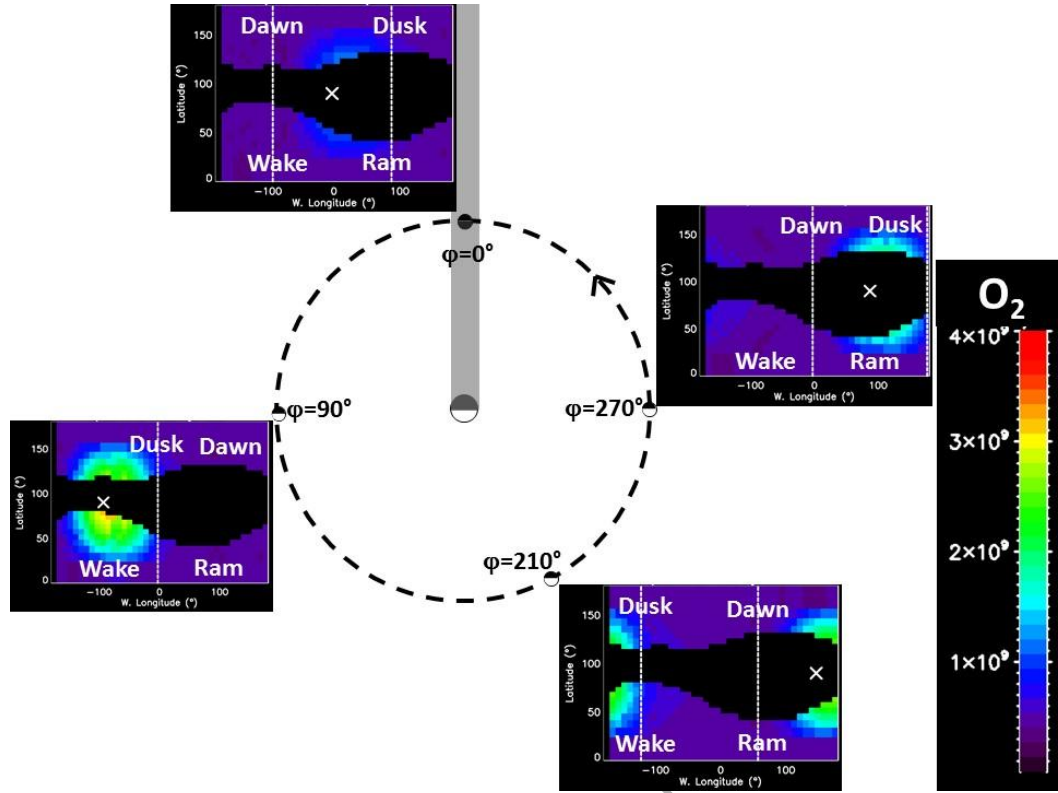 Dawn Dusk
Wake Ram
Latitude (°)
150
100
50
0
−100 0 100
W. Longitude (°)
φ=0°
Dawn Dusk
Wake Ram
Latitude (°)
150
100
50
0
−100 0 100
W. Longitude (°)
φ=270°
O₂
4×10⁹
3×10⁹
2×10⁹
1×10⁹
φ=90°
Dusk Dawn
Wake Ram
Latitude (°)
150
100
50
0
−100 0 100
W. Longitude (°)
φ=210°
Dusk Dawn
Wake Ram
Latitude (°)
150
100
50
0
−100 0 100
W. Longitude (°)